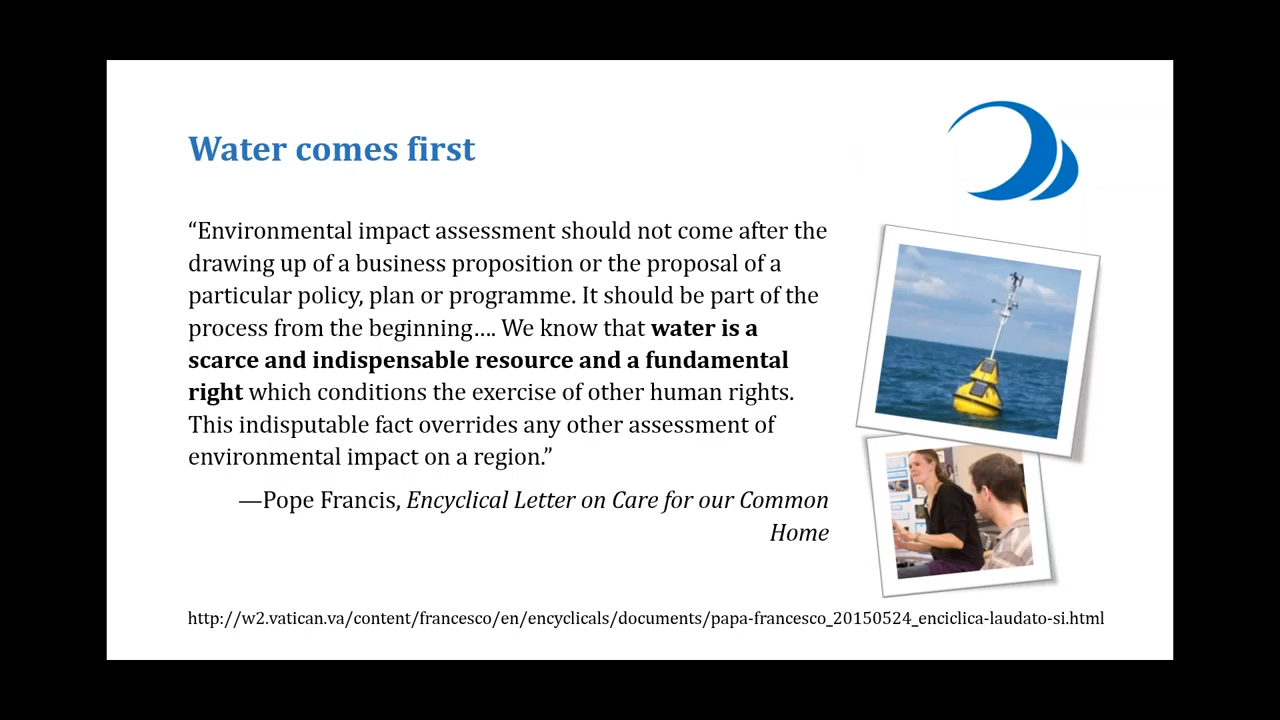 Water comes first
“Environmental impact assessment should not come after the
drawing up of a business proposition or the proposal of a
particular policy, plan or programme. It should be part of the
process from the beginning…. We know that water is a
scarce and indispensable resource and a fundamental
right which conditions the exercise of other human rights.
This indisputable fact overrides any other assessment of
environmental impact on a region.”
—Pope Francis, Encyclical Letter on Care for our Common
Home
http://w2.vatican.va/content/francesco/en/encyclicals/documents/papa-francesco_20150524_enciclica-laudato-si.html